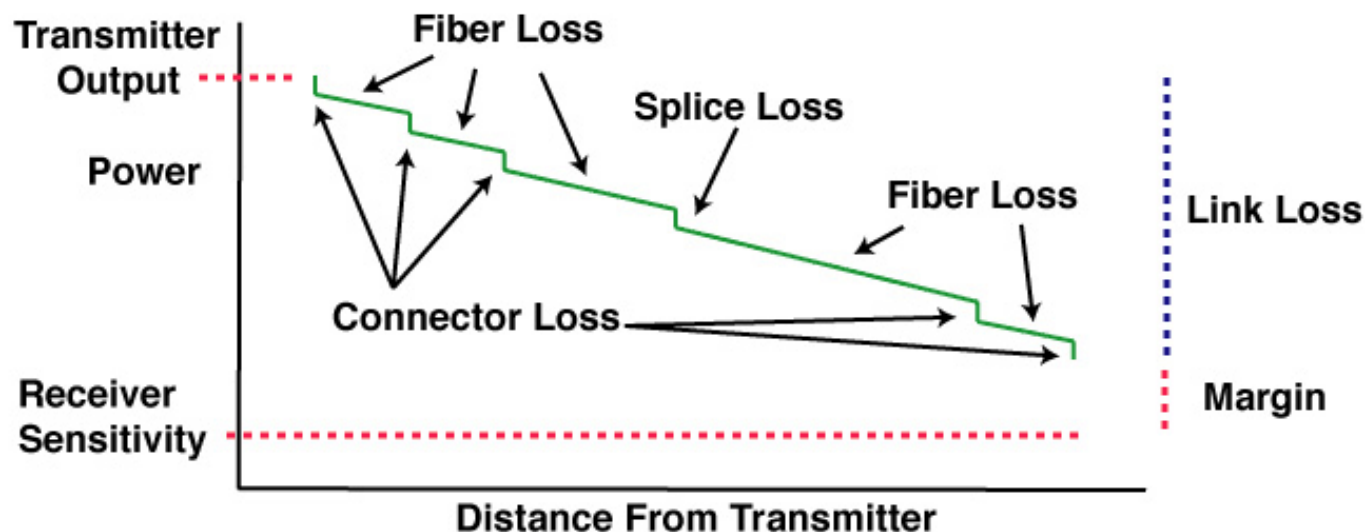 Transmitter
Output
Fiber Loss
Splice Loss
Power
Fiber Loss
Link Loss
Connector Loss
Receiver
Sensitivity
Margin
Distance From Transmitter